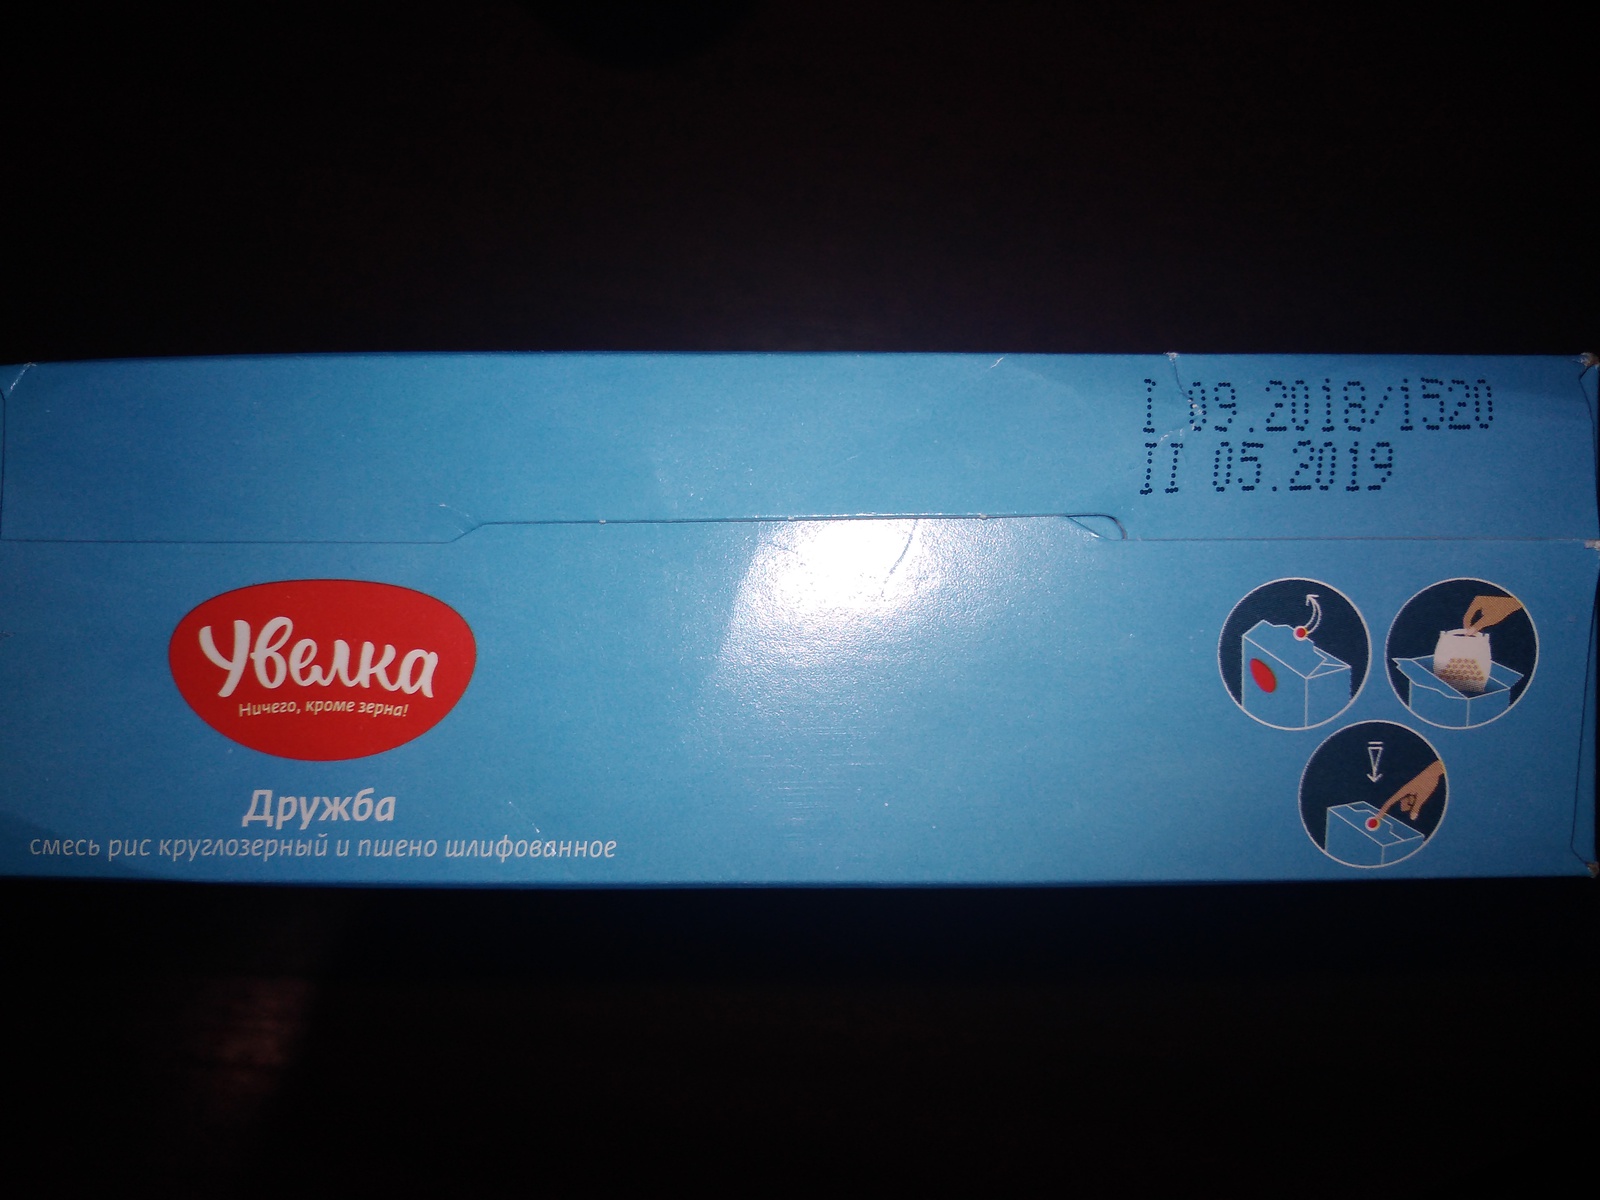 I 09.2018/1520
II 05.2019
Увелка
Ничего, кроме зерна!
Дружба
смесь рис круглозерный и пшено шлифованное